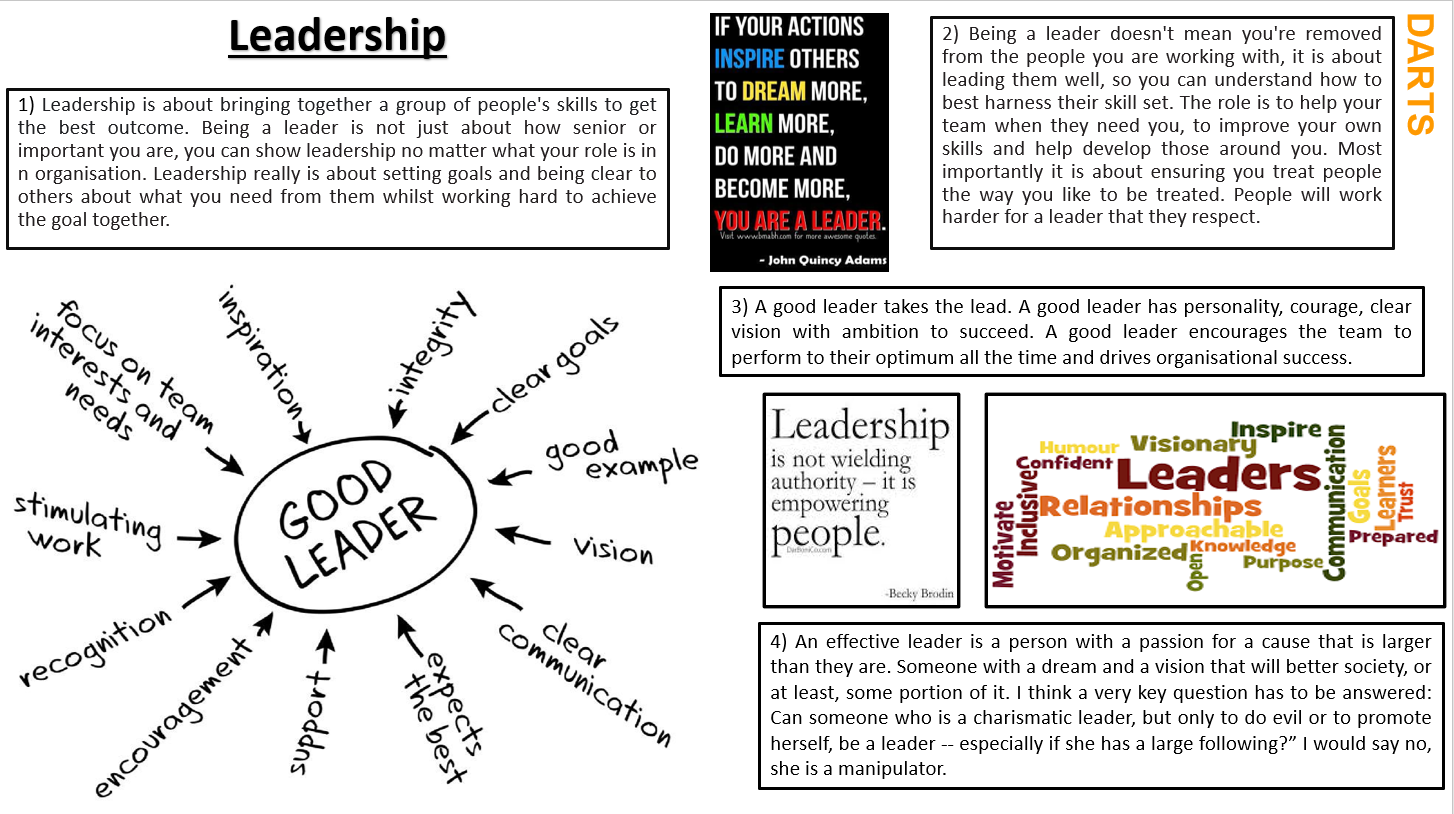 Leadership
1) Leadership is about bringing together a group of people's skills to get
the best outcome. Being a leader is not just about how senior or
important you are, you can show leadership no matter what your role is in
n organisation. Leadership really is about setting goals and being clear to
others about what you need from them whilst working hard to achieve
the goal together.
IF YOUR ACTIONS
INSPIRE OTHERS
TO DREAM MORE,
LEARN MORE,
DO MORE AND
BECOME MORE,
YOU ARE A LEADER.
Visit www.bmabh.com for more awesome quotes.
- John Quincy Adams
2) Being a leader doesn't mean you're removed
from the people you are working with, it is about
leading them well, so you can understand how to
best harness their skill set. The role is to help your
team when they need you, to improve your own
skills and help develop those around you. Most
importantly it is about ensuring you treat people
the way you like to be treated. People will work
harder for a leader that they respect.
DARTS
focus on team
interests and
needs
inspiration
integrity
clear goals
good
example
vision
clear
communication
expects
the best
support
encouragement
recognition
stimulating
work
GOOD
LEADER
3) A good leader takes the lead. A good leader has personality, courage, clear
vision with ambition to succeed. A good leader encourages the team to
perform to their optimum all the time and drives organisational success.
Leadership
is not wielding
authority – it is
empowering
people.
-Becky Brodin
Inspire
Humour
Visionary
Confident
Leaders
Motivate
Inclusive
Relationships
Approachable
Organized
Knowledge
Open
Purpose
Communication
Goals
Learners
Trust
Prepared
4) An effective leader is a person with a passion for a cause that is larger
than they are. Someone with a dream and a vision that will better society, or
at least, some portion of it. I think a very key question has to be answered:
Can someone who is a charismatic leader, but only to do evil or to promote
herself, be a leader -- especially if she has a large following?” I would say no,
she is a manipulator.